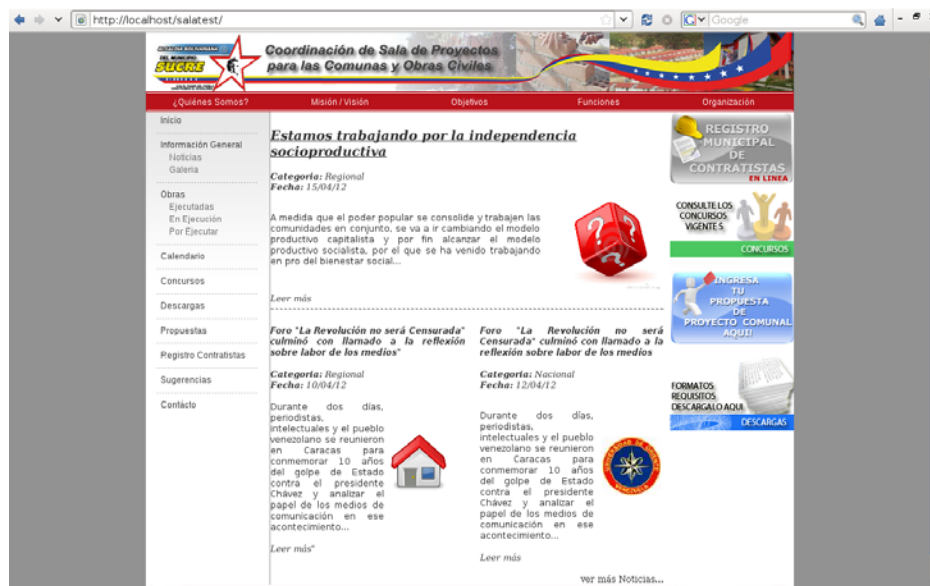 http://localhost/salatest/
Google
DEL MUNICIPIO
SUCRE
Coordinación de Sala de Proyectos
para las Comunas y Obras Civiles
¿Quiénes Somos? Misión / Visión Objetivos Funciones Organización
Inicio
Información General
Noticias
Galeria
Obras
Ejecutadas
En Ejecución
Por Ejecutar
Calendario
Concursos
Descargas
Propuestas
Registro Contratistas
Sugerencias
Contácto
Estamos trabajando por la independencia
socioproductiva
Categoria: Regional
Fecha: 15/04/12
A medida que el poder popular se consolide y trabajen las
comunidades en conjunto, se va a ir cambiando el modelo
productivo capitalista y por fin alcanzar el modelo
productivo socialista, por el que se ha venido trabajando
en pro del bienestar social...
Leer más
Foro "La Revolución no será Censurada"
culminó con llamado a la reflexión
sobre labor de los medios"
Categoria: Regional
Fecha: 10/04/12
Durante dos días,
periodistas,
intelectuales y el pueblo
venezolano se reunieron
en Caracas para
conmemorar 10 años
del golpe de Estado
contra el presidente
Chávez y analizar el
papel de los medios de
comunicación en ese
acontecimiento...
Leer más"
Foro "La Revolución no será
Censurada" culminó con llamado a la
reflexión sobre labor de los medios
Categoria: Nacional
Fecha: 12/04/12
Durante dos días,
periodistas,
intelectuales y el pueblo
venezolano se reunieron
en Caracas para
conmemorar 10 años
del golpe de Estado
contra el presidente
Chávez y analizar el
papel de los medios de
comunicación en ese
acontecimiento...
Leer más
UNIVERSIDAD DE ORIENTE
VENEZUELA
ver más Noticias...
REGISTRO
MUNICIPAL
DE
CONTRATISTAS
EN LINEA
CONSULTE LOS
CONCURSOS
VIGENTES
CONCURSOS
INGRESA
TU
PROPUESTA
DE
PROYECTO COMUNAL
AQUI!
FORMATOS
REQUISITOS
DESCARGALO AQUI
DESCARGAS